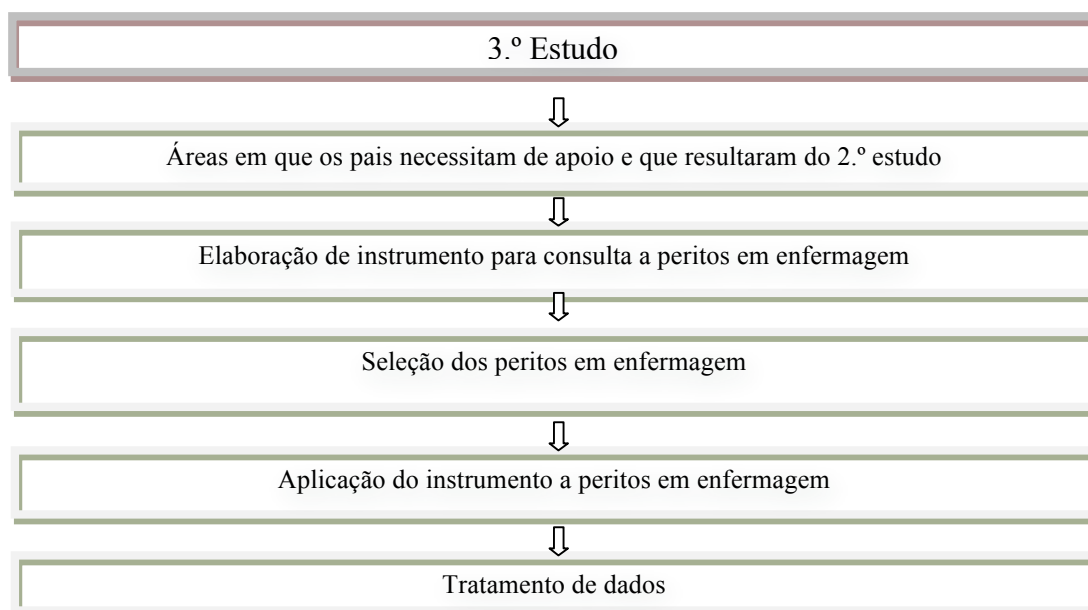 3.º Estudo
Áreas em que os pais necessitam de apoio e que resultaram do 2.º estudo
Elaboração de instrumento para consulta a peritos em enfermagem
Seleção dos peritos em enfermagem
Aplicação do instrumento a peritos em enfermagem
Tratamento de dados